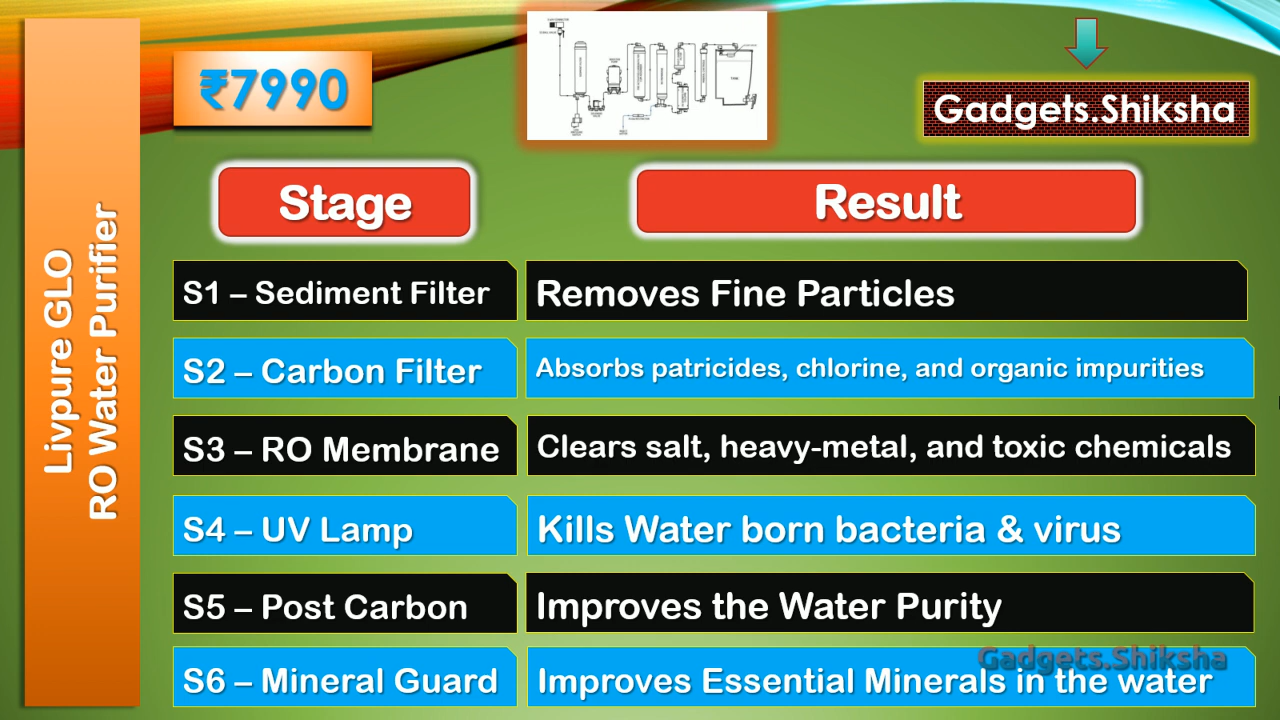 ₹7990
Gadgets.Shiksha
Livpure GLO
RO Water Purifier
Stage
Result
S1 – Sediment Filter
Removes Fine Particles
S2 – Carbon Filter
Absorbs patricides, chlorine, and organic impurities
S3 – RO Membrane
Clears salt, heavy-metal, and toxic chemicals
S4 – UV Lamp
Kills Water born bacteria & virus
S5 – Post Carbon
Improves the Water Purity
Gadgets.Shiksha
S6 – Mineral Guard
Improves Essential Minerals in the water